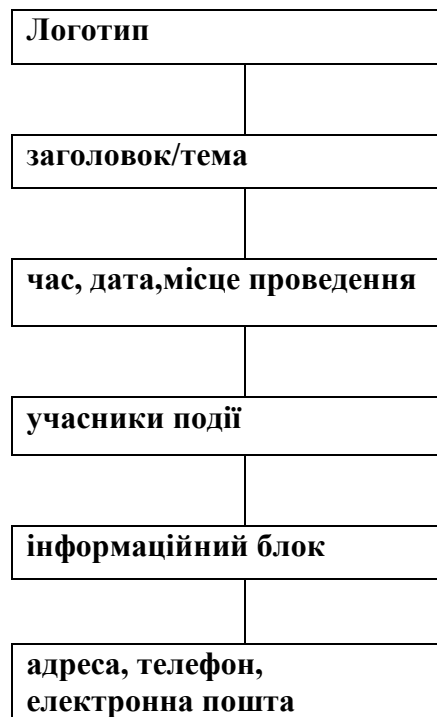 Логотип
заголовок/тема
час, дата,місце проведення
учасники події
інформаційний блок
адреса, телефон,
електронна пошта